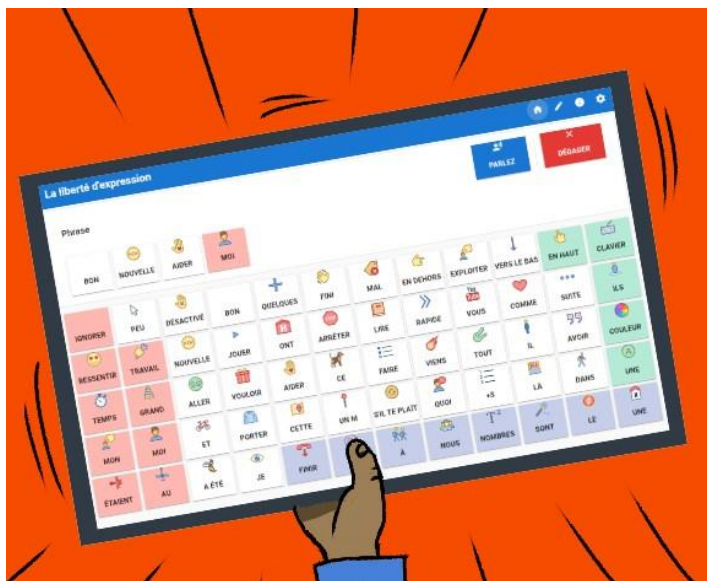 La liberté d'expression
PARLEZ DÉGAGER
Phrase
BON NOUVELLE AIDER MOI
IGNORER PEU DÉSACTIVÉ BON QUELQUES FINI MAL EN DEHORS EXPLOITER VERS LE BAS EN HAUT CLAVIER
RESSENTIR TRAVAIL NOUVELLE JOUER ONT ARRÊTER LIRE RAPIDE VOUS COMME SUITE ILS
TEMPS GRAND ALLER VOULOIR AIDER CE FAIRE VIENS TOUT IL AVOIR COULEUR
MON MOI ET PORTER CETTE UN M S'IL TE PLAÎT QUOI +S LÀ DANS UNE
ÉTAIENT AU A ÉTÉ JE FINIR À NOUS NOMBRES SONT LE UNE